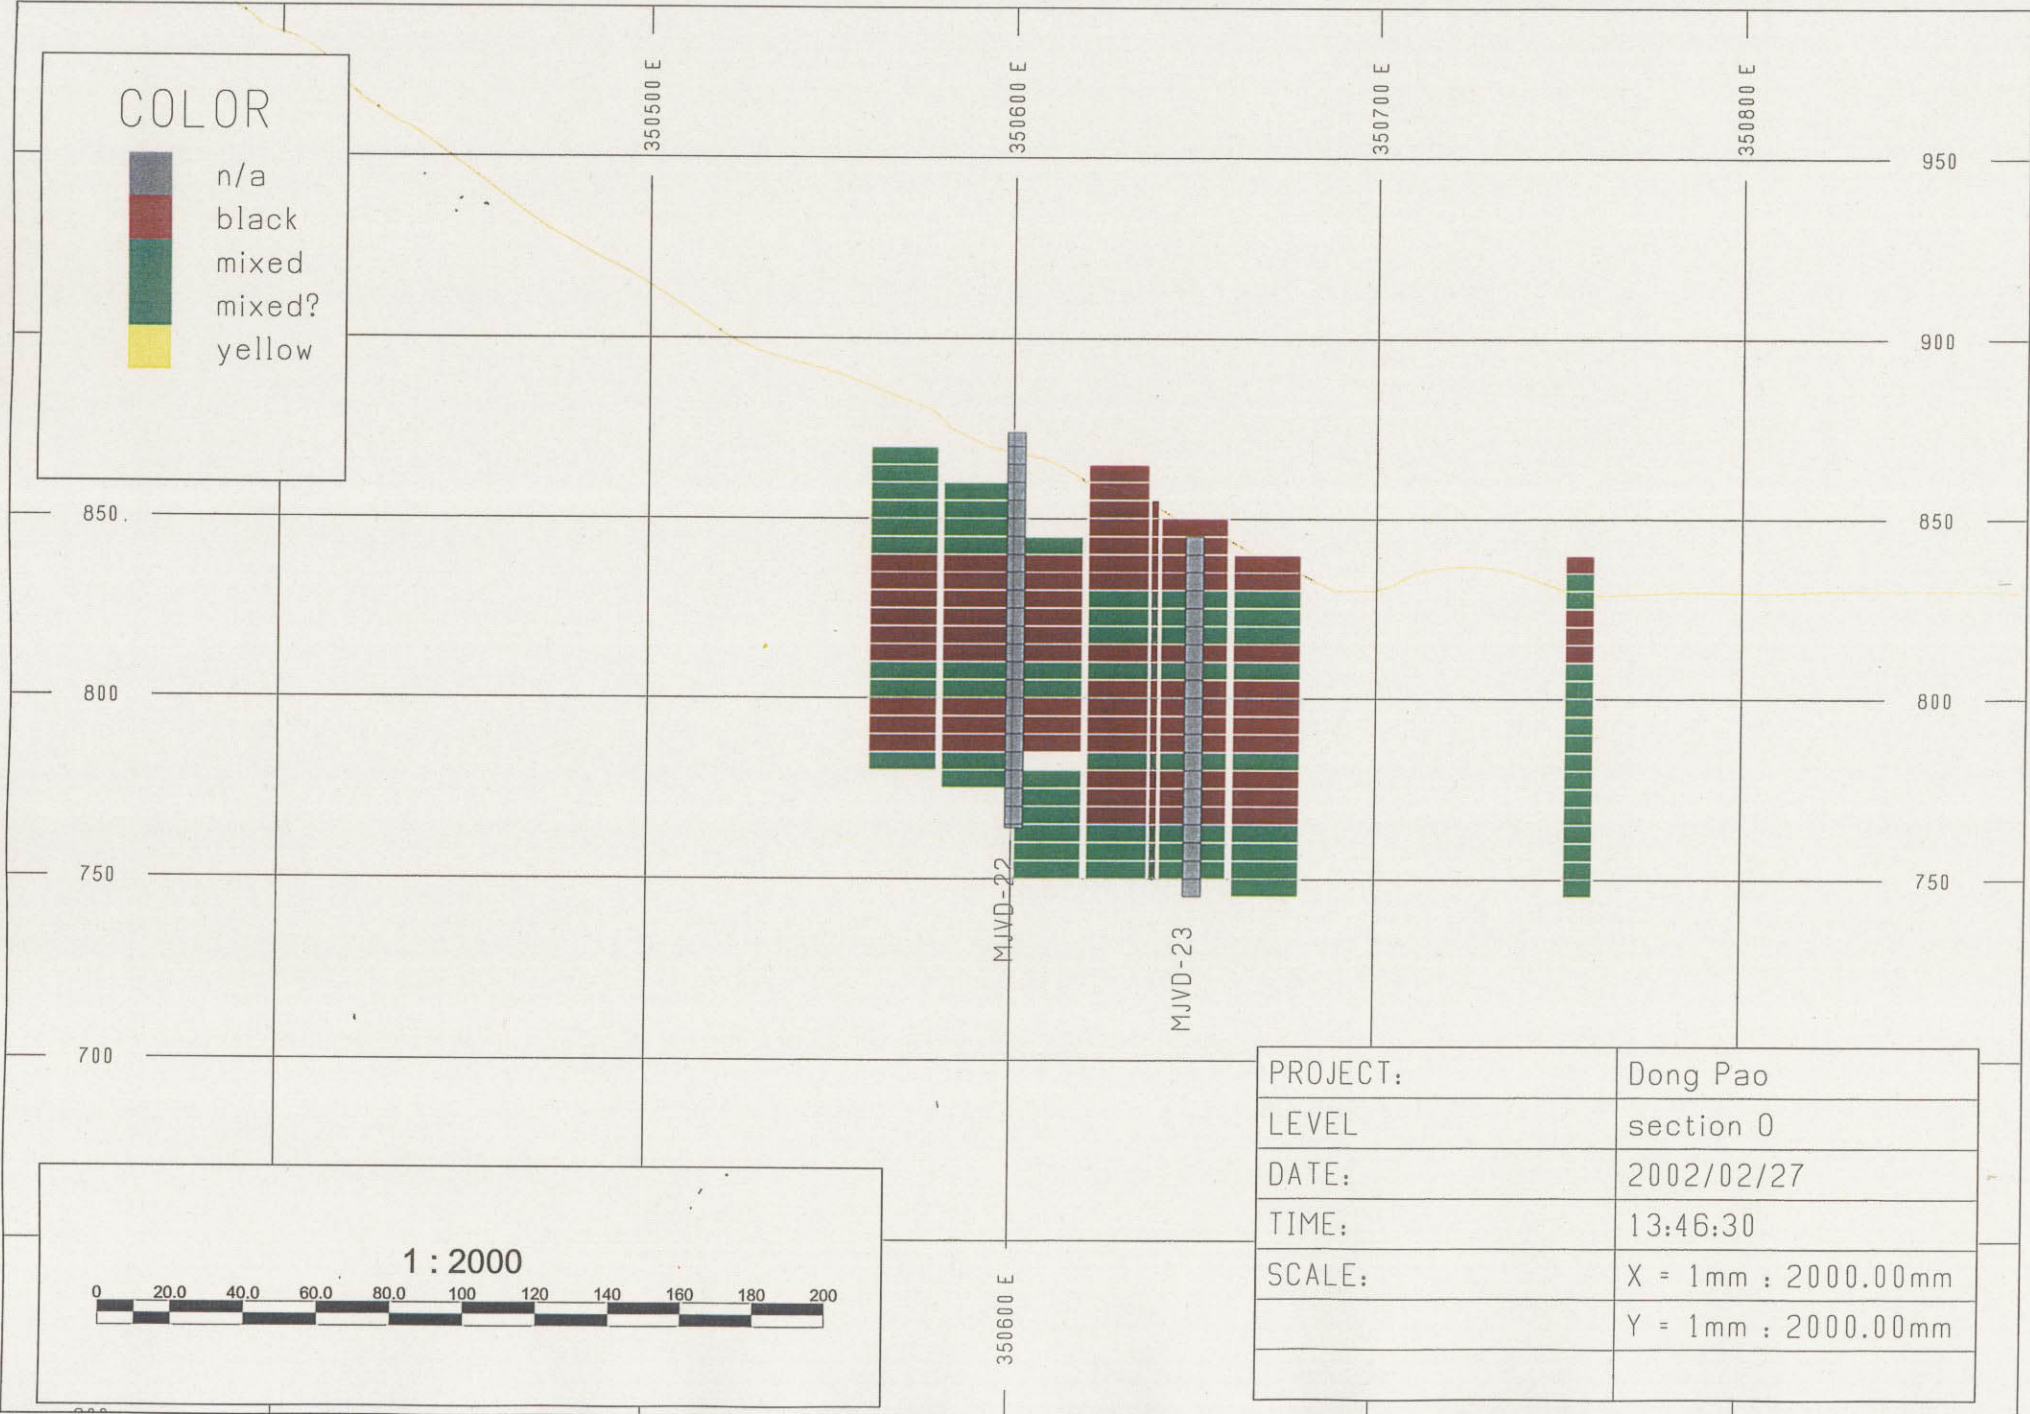 350500 E
350600 E
350700 E
350800 E
COLOR
n/a
black
mixed
mixed?
yellow
950
900
850
850
800
800
750
750
700
MJVD-22
MJVD-23
PROJECT: Dong Pao
LEVEL section 0
DATE: 2002/02/27
TIME: 13:46:30
SCALE: X = 1mm : 2000.00mm
Y = 1mm : 2000.00mm
1 : 2000
0 20.0 40.0 60.0 80.0 100 120 140 160 180 200
350600 E